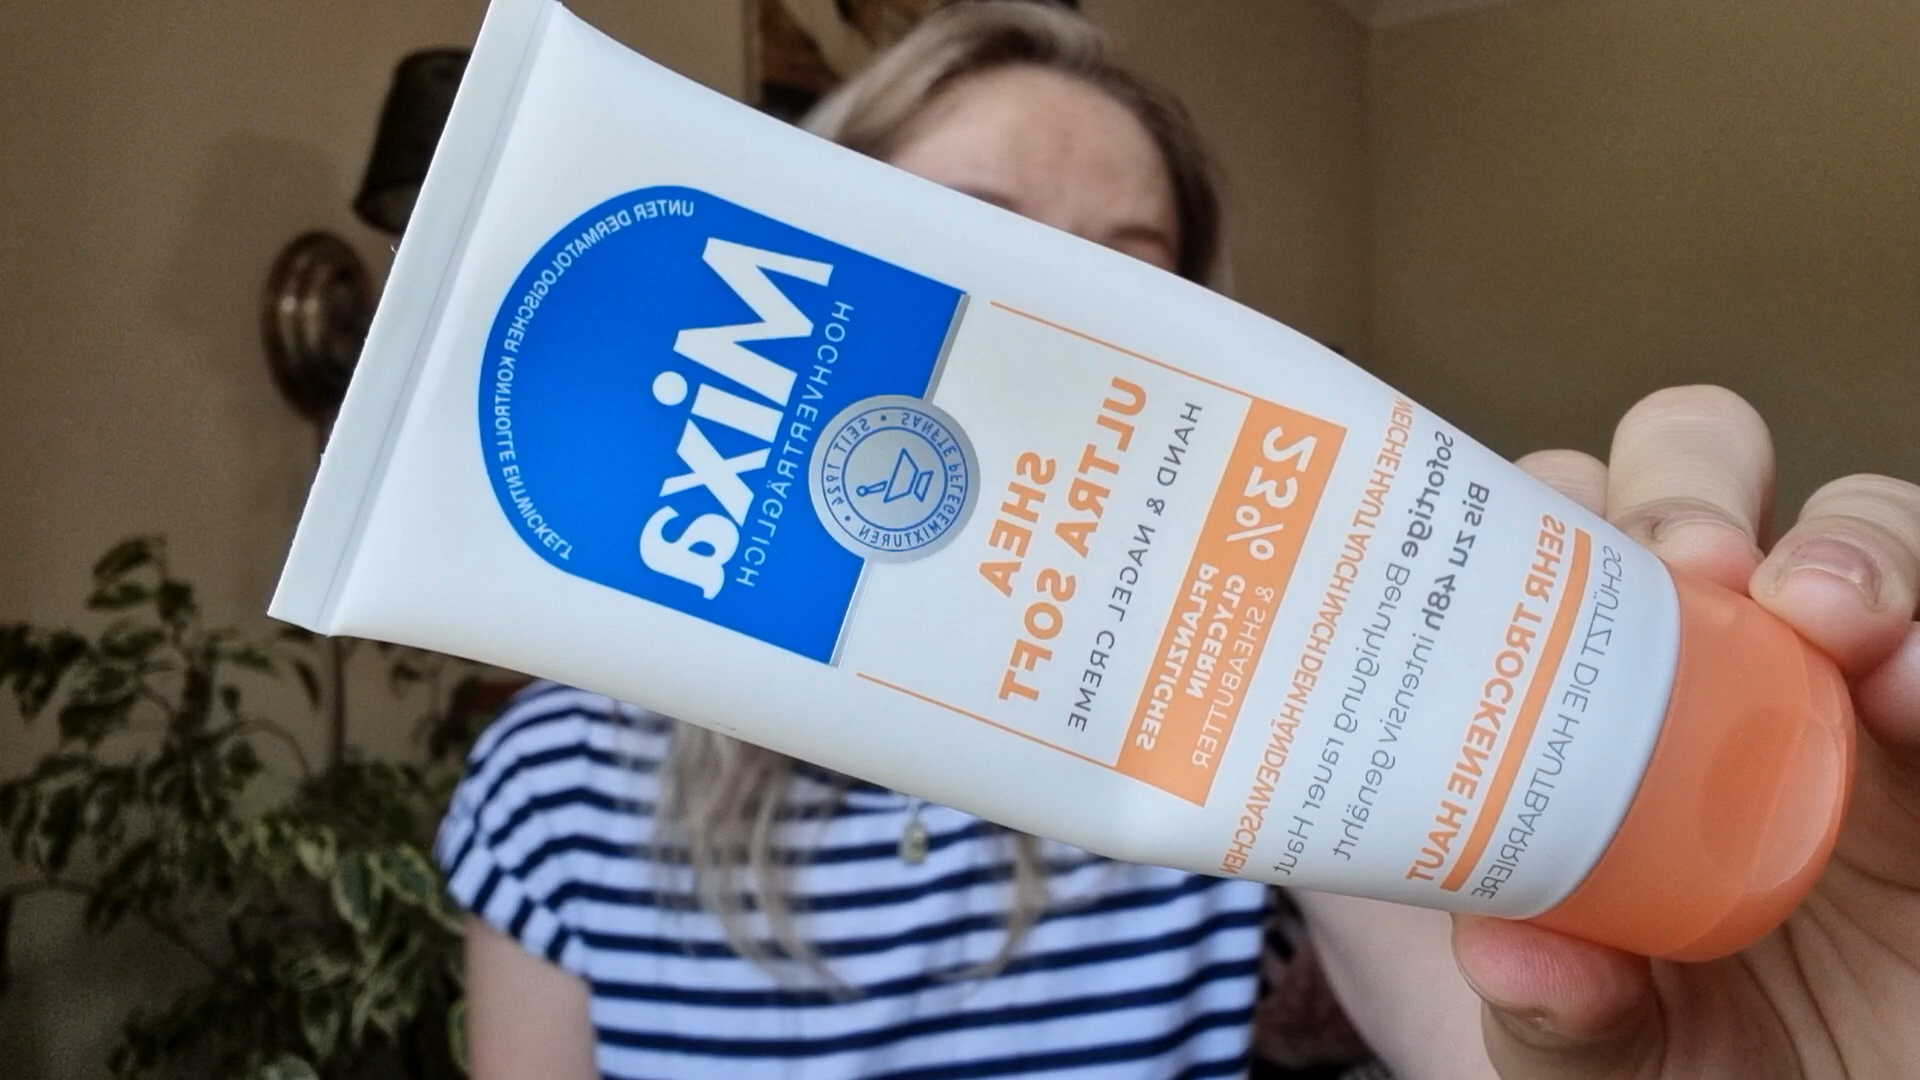 UNTER DERMATOLOGISCHER KONTROLLE ENTWICKELT
Mixa
HOCHVERTRÄGLICH
SEIT 1924 • SANFTE PFLEGEMIXTUREN •
SHEA
ULTRA SOFT
HAND & NAGEL CREME
23% PFLANZLICHES
GLYCERIN
& SHEABUTTER
WEICHE HAUT AUCH NACH DEM HÄNDEWASCHEN
Sofortige Beruhigung rauer Haut
Bis zu 48h intensiv genährt
SEHR TROCKENE HAUT
SCHÜTZT DIE HAUTBARRIERE